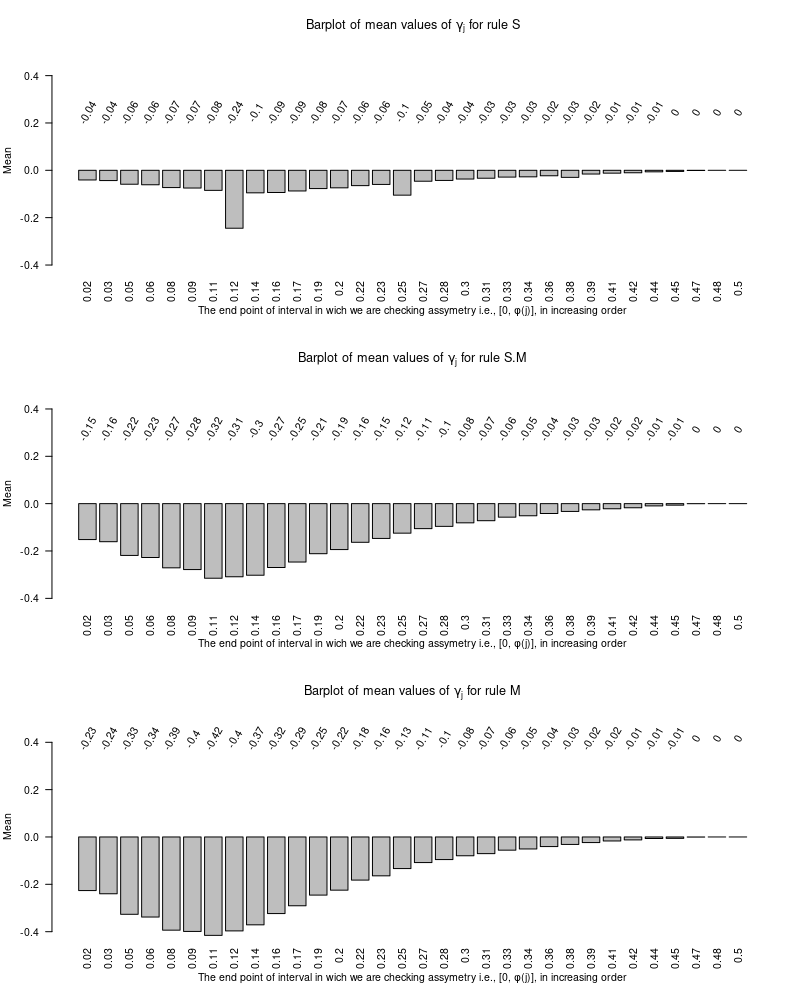 Barplot of mean values of γj for rule S
-0.04 -0.04 -0.06 -0.06 -0.07 -0.07 -0.08 -0.24 -0.1 -0.09 -0.09 -0.08 -0.07 -0.06 -0.06 -0.1 -0.05 -0.04 -0.04 -0.03 -0.03 -0.03 -0.02 -0.03 -0.02 -0.01 -0.01 -0.01 0 0 0 0
0.4
0.2
Mean
0.0
-0.2
-0.4
0.02 0.03 0.05 0.06 0.08 0.09 0.11 0.12 0.14 0.16 0.17 0.19 0.2 0.22 0.23 0.25 0.27 0.28 0.3 0.31 0.33 0.34 0.36 0.38 0.39 0.41 0.42 0.44 0.45 0.47 0.48 0.5
The end point of interval in wich we are checking assymetry i.e., [0, φ(j)], in increasing order
Barplot of mean values of γj for rule S.M
0.4
-0.15 -0.16 -0.22 -0.23 -0.27 -0.28 -0.32 -0.31 -0.3 -0.27 -0.25 -0.21 -0.19 -0.16 -0.15 -0.12 -0.11 -0.1 -0.08 -0.07 -0.06 -0.05 -0.04 -0.03 -0.03 -0.02 -0.02 -0.01 -0.01 0 0 0
0.2
Mean
0.0
-0.2
-0.4
0.02 0.03 0.05 0.06 0.08 0.09 0.11 0.12 0.14 0.16 0.17 0.19 0.2 0.22 0.23 0.25 0.27 0.28 0.3 0.31 0.33 0.34 0.36 0.38 0.39 0.41 0.42 0.44 0.45 0.47 0.48 0.5
The end point of interval in wich we are checking assymetry i.e., [0, φ(j)], in increasing order
Barplot of mean values of γj for rule M
-0.23 -0.24 -0.33 -0.34 -0.39 -0.4 -0.42 -0.4 -0.37 -0.32 -0.29 -0.25 -0.22 -0.18 -0.16 -0.13 -0.11 -0.1 -0.08 -0.07 -0.06 -0.05 -0.04 -0.03 -0.02 -0.02 -0.01 -0.01 -0.01 0 0 0
0.4
0.2
Mean
0.0
-0.2
-0.4
0.02 0.03 0.05 0.06 0.08 0.09 0.11 0.12 0.14 0.16 0.17 0.19 0.2 0.22 0.23 0.25 0.27 0.28 0.3 0.31 0.33 0.34 0.36 0.38 0.39 0.41 0.42 0.44 0.45 0.47 0.48 0.5
The end point of interval in wich we are checking assymetry i.e., [0, φ(j)], in increasing order